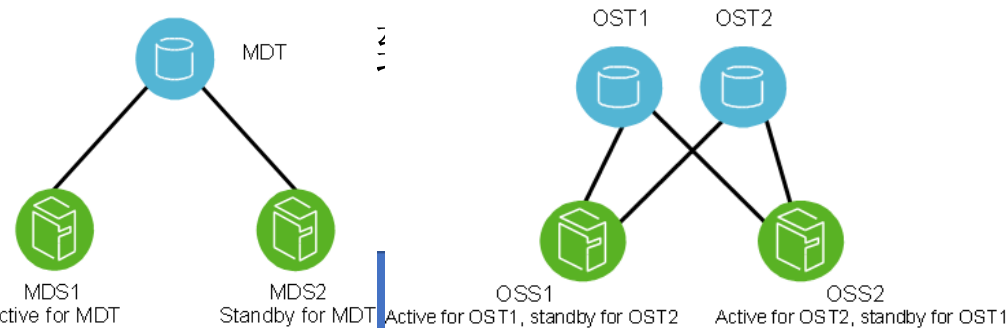 MDT
MDS1
ctive for MDT
MDS2
Standby for MDT
OST1
OST2
OSS1
Active for OST1, standby for OST2
OSS2
Active for OST2, standby for OST1